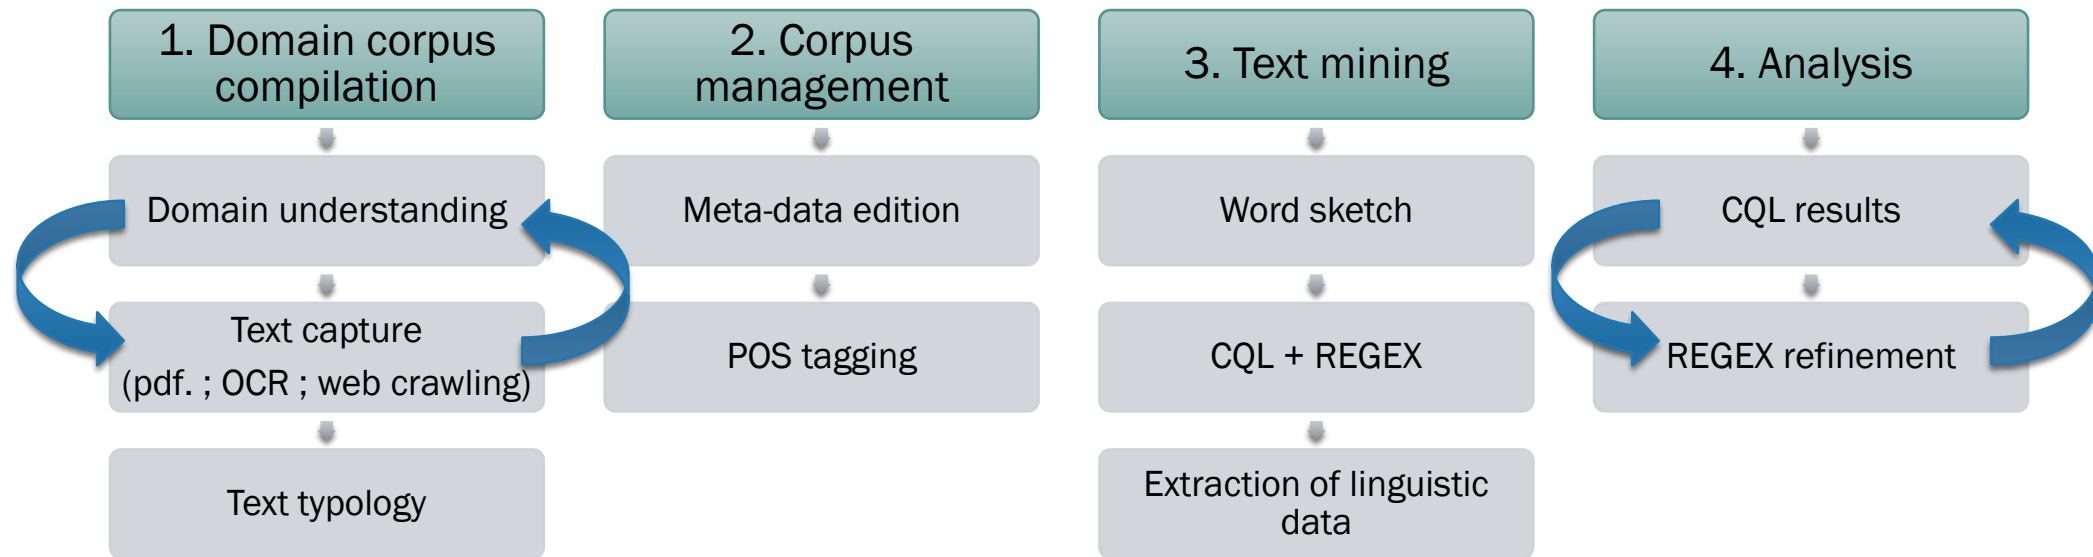 1. Domain corpus
compilation
Domain understanding
Text capture
(pdf. ; OCR ; web crawling)
Text typology
2. Corpus
management
Meta-data edition
POS tagging
3. Text mining
Word sketch
CQL + REGEX
Extraction of linguistic
data
4. Analysis
CQL results
REGEX refinement